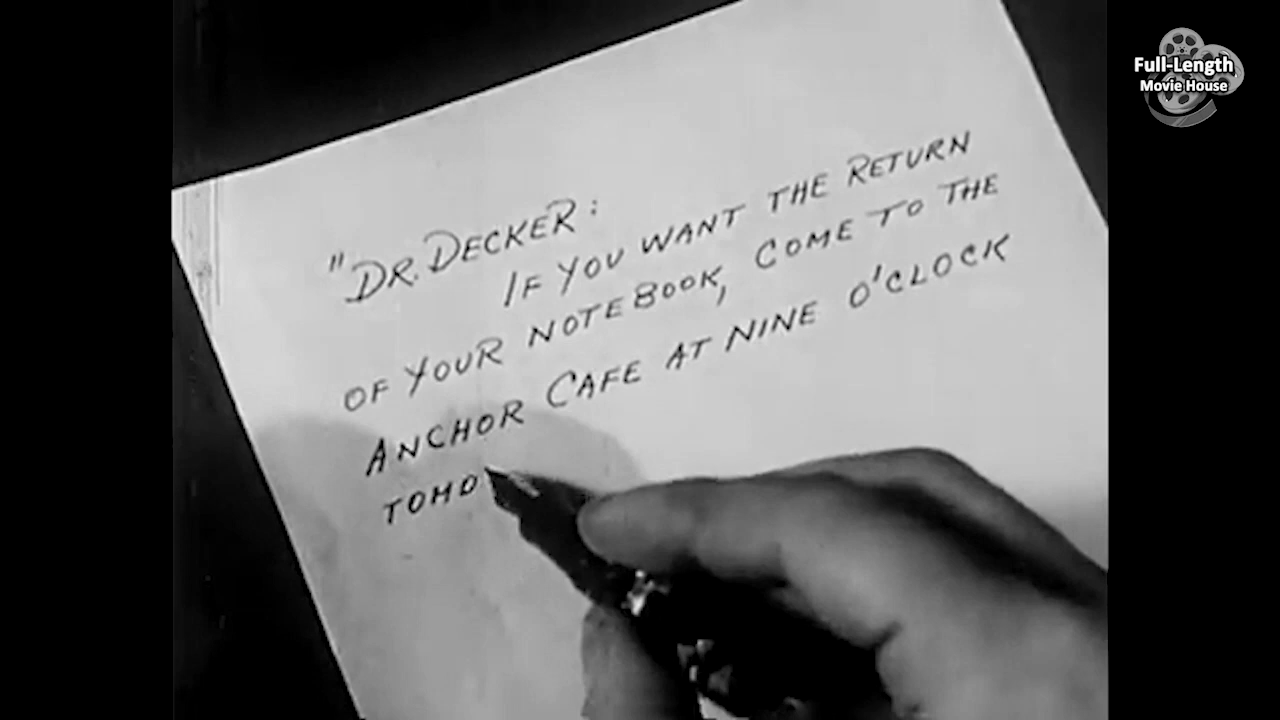 "DR. DECKER:
IF YOU WANT THE RETURN
OF YOUR NOTEBOOK, COME TO THE
ANCHOR CAFE AT NINE O'CLOCK
TOMO
Full-Length
Movie House